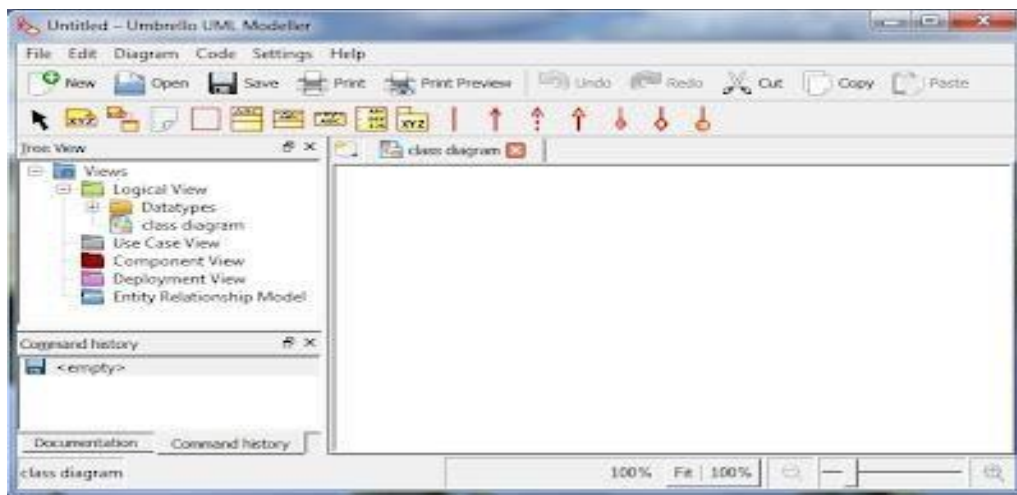 Untitled – Umbrello UML Modeller
File Edit Diagram Code Settings Help
New Open Save Print Print Preview Undo Redo Cut Copy Paste
Tree View
class diagram
Views
Logical View
Datatypes
class diagram
Use Case View
Component View
Deployment View
Entity Relationship Model
Command history
<empty>
Documentation Command history
class diagram 100% Fit 100%